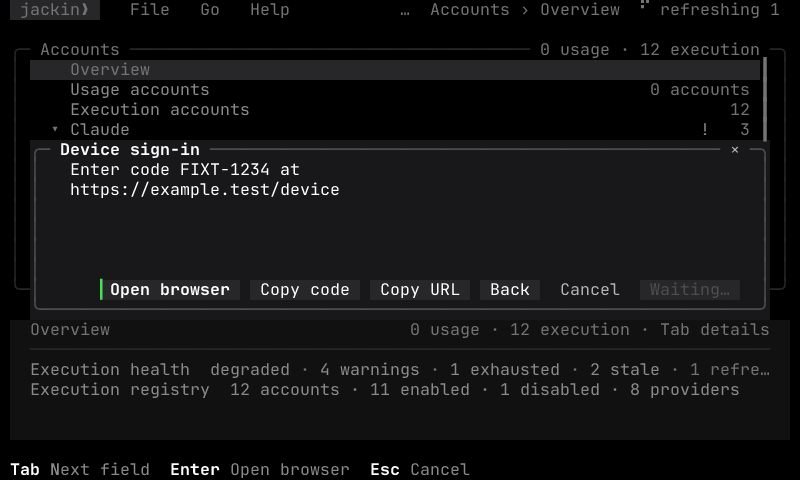 jackin⟩ File Go Help … Accounts › Overview ⠋ refreshing 1
Accounts 0 usage · 12 execution
Overview
Usage accounts 0 accounts
Execution accounts 12
▾ Claude ! 3
Device sign-in ×
Enter code FIXT-1234 at
https://example.test/device
Open browser Copy code Copy URL Back Cancel Waiting…
Overview 0 usage · 12 execution · Tab details
Execution health degraded · 4 warnings · 1 exhausted · 2 stale · 1 refre…
Execution registry 12 accounts · 11 enabled · 1 disabled · 8 providers
Tab Next field Enter Open browser Esc Cancel